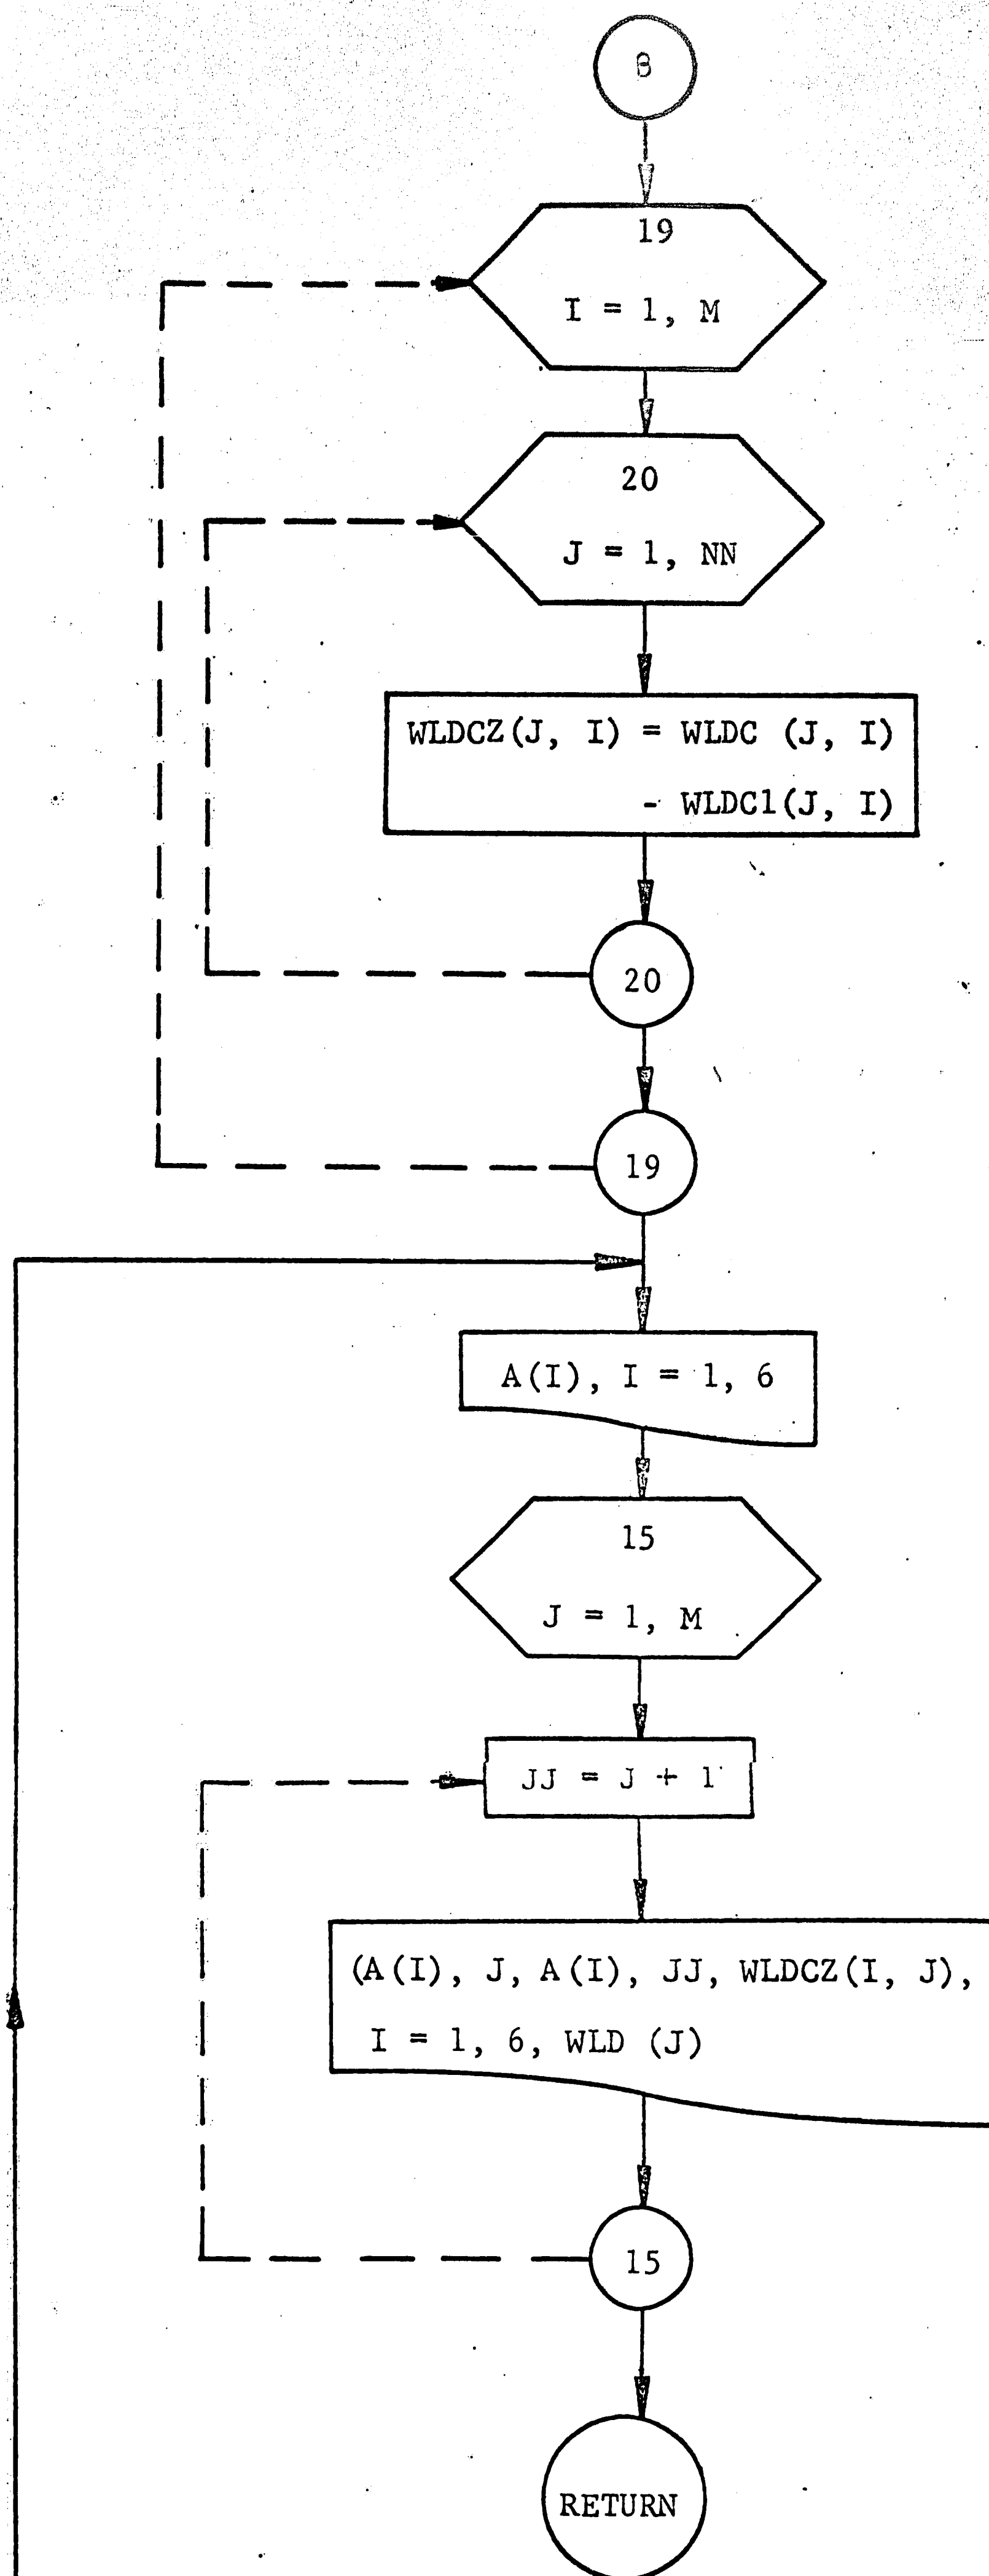 B
19
I = 1, M
20
J = 1, NN
WLDCZ(J, I) = WLDC (J, I)
- WLDC1(J, I)
20
19
A(I), I = 1, 6
15
J = 1, M
JJ = J + 1
(A(I), J, A(I), JJ, WLDCZ(I, J),
I = 1, 6, WLD (J)
15
RETURN